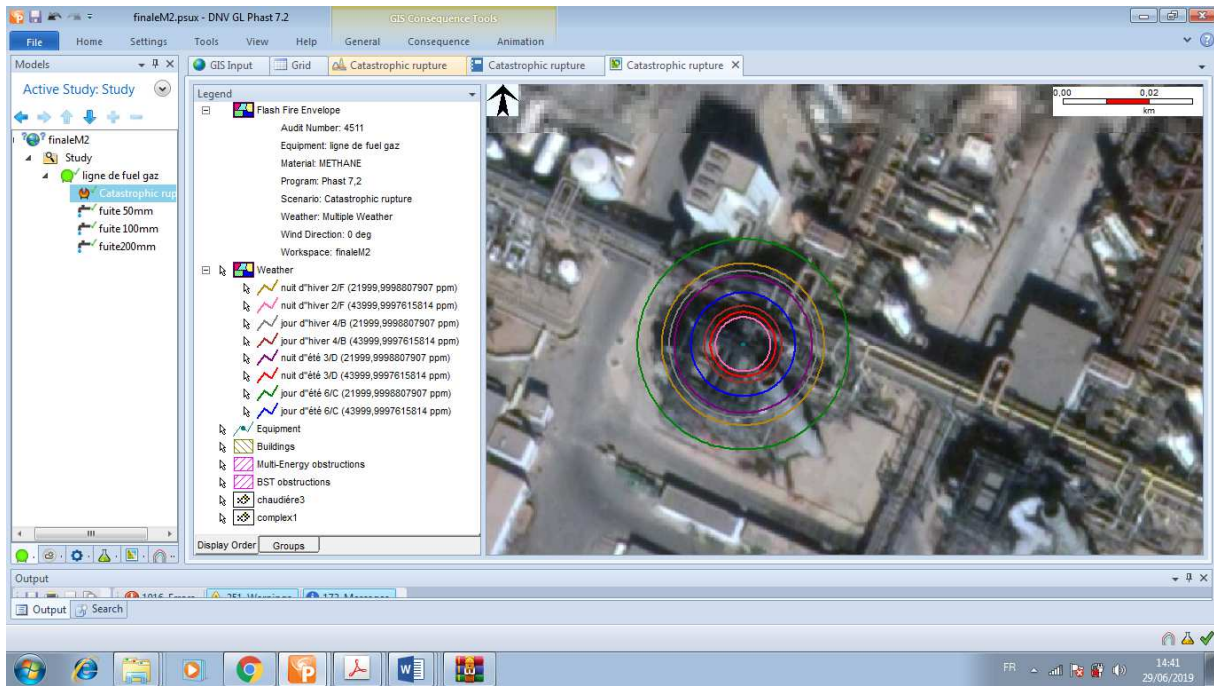 finaleM2.psux - DNV GL Phast 7.2
GIS Consequence Tools
File Home Settings Tools View Help General Consequence Animation
Models
GIS Input Grid Catastrophic rupture Catastrophic rupture Catastrophic rupture
Active Study: Study
finaleM2
Study
ligne de fuel gaz
Catastrophic rup
fuite 50mm
fuite 100mm
fuite200mm
Legend
Flash Fire Envelope
Audit Number: 4511
Equipment: ligne de fuel gaz
Material: METHANE
Program: Phast 7,2
Scenario: Catastrophic rupture
Weather: Multiple Weather
Wind Direction: 0 deg
Workspace: finaleM2
Weather
nuit d"hiver 2/F (21999,9998807907 ppm)
nuit d"hiver 2/F (43999,9997615814 ppm)
jour d"hiver 4/B (21999,9998807907 ppm)
jour d"hiver 4/B (43999,9997615814 ppm)
nuit d"été 3/D (21999,9998807907 ppm)
nuit d"été 3/D (43999,9997615814 ppm)
jour d"été 6/C (21999,9998807907 ppm)
jour d"été 6/C (43999,9997615814 ppm)
Equipment
Buildings
Multi-Energy obstructions
BST obstructions
chaudiére3
complex1
Display Order Groups
0,00 0,02
km
Output
1016 Errors 251 Warnings 173 Messages
Output Search
FR
14:41
29/06/2019